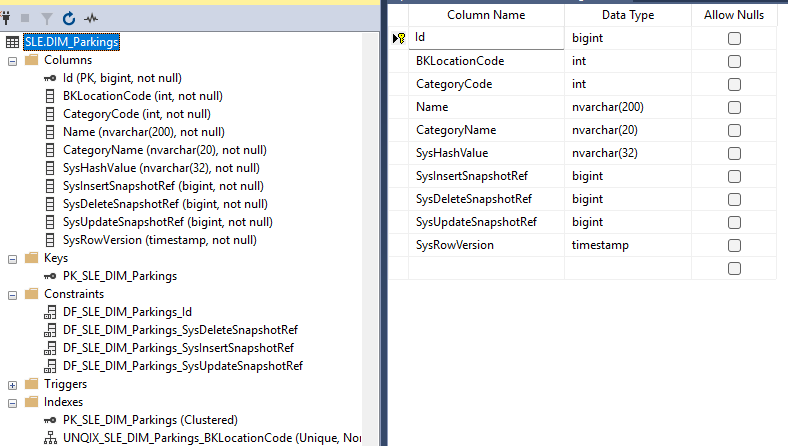 SLE.DIM_Parkings
Columns
Id (PK, bigint, not null)
BKLocationCode (int, not null)
CategoryCode (int, not null)
Name (nvarchar(200), not null)
CategoryName (nvarchar(20), not null)
SysHashValue (nvarchar(32), not null)
SysInsertSnapshotRef (bigint, not null)
SysDeleteSnapshotRef (bigint, not null)
SysUpdateSnapshotRef (bigint, not null)
SysRowVersion (timestamp, not null)
Keys
PK_SLE_DIM_Parkings
Constraints
DF_SLE_DIM_Parkings_Id
DF_SLE_DIM_Parkings_SysDeleteSnapshotRef
DF_SLE_DIM_Parkings_SysInsertSnapshotRef
DF_SLE_DIM_Parkings_SysUpdateSnapshotRef
Triggers
Indexes
PK_SLE_DIM_Parkings (Clustered)
UNQIX_SLE_DIM_Parkings_BKLocationCode (Unique, Non
Column Name Data Type Allow Nulls
Id bigint
BKLocationCode int
CategoryCode int
Name nvarchar(200)
CategoryName nvarchar(20)
SysHashValue nvarchar(32)
SysInsertSnapshotRef bigint
SysDeleteSnapshotRef bigint
SysUpdateSnapshotRef bigint
SysRowVersion timestamp